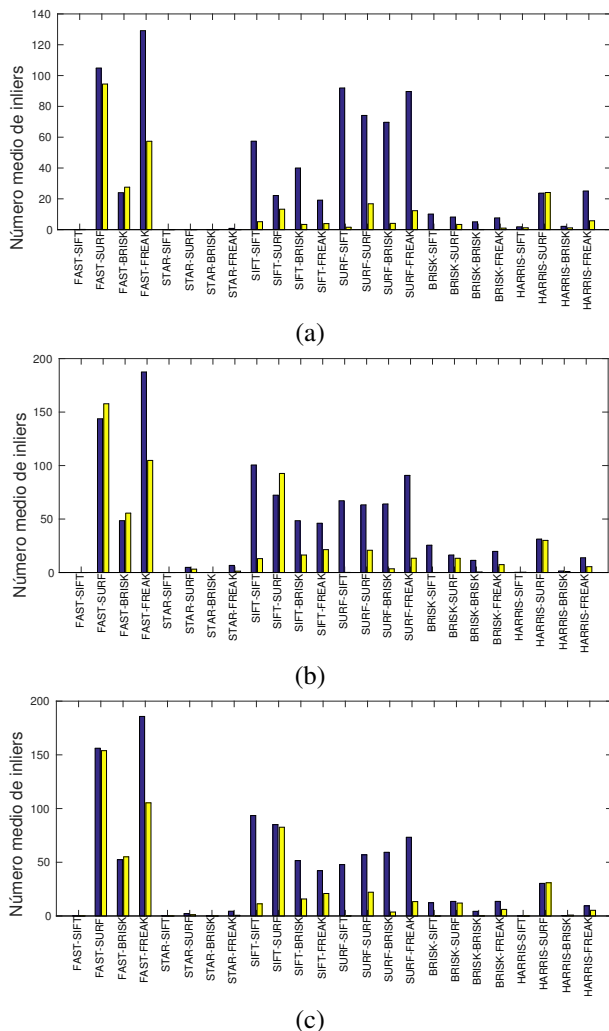 140
120
100
80
60
40
20
0
Número medio de inliers
FAST-SIFT
FAST-SURF
FAST-BRISK
FAST-FREAK
STAR-SIFT
STAR-SURF
STAR-BRISK
STAR-FREAK
SIFT-SIFT
SIFT-SURF
SIFT-BRISK
SIFT-FREAK
SURF-SIFT
SURF-SURF
SURF-BRISK
SURF-FREAK
BRISK-SIFT
BRISK-SURF
BRISK-BRISK
BRISK-FREAK
HARRIS-SIFT
HARRIS-SURF
HARRIS-BRISK
HARRIS-FREAK
(a)
200
150
100
50
0
Número medio de inliers
FAST-SIFT
FAST-SURF
FAST-BRISK
FAST-FREAK
STAR-SIFT
STAR-SURF
STAR-BRISK
STAR-FREAK
SIFT-SIFT
SIFT-SURF
SIFT-BRISK
SIFT-FREAK
SURF-SIFT
SURF-SURF
SURF-BRISK
SURF-FREAK
BRISK-SIFT
BRISK-SURF
BRISK-BRISK
BRISK-FREAK
HARRIS-SIFT
HARRIS-SURF
HARRIS-BRISK
HARRIS-FREAK
(b)
200
150
100
50
0
Número medio de inliers
FAST-SIFT
FAST-SURF
FAST-BRISK
FAST-FREAK
STAR-SIFT
STAR-SURF
STAR-BRISK
STAR-FREAK
SIFT-SIFT
SIFT-SURF
SIFT-BRISK
SIFT-FREAK
SURF-SIFT
SURF-SURF
SURF-BRISK
SURF-FREAK
BRISK-SIFT
BRISK-SURF
BRISK-BRISK
BRISK-FREAK
HARRIS-SIFT
HARRIS-SURF
HARRIS-BRISK
HARRIS-FREAK
(c)